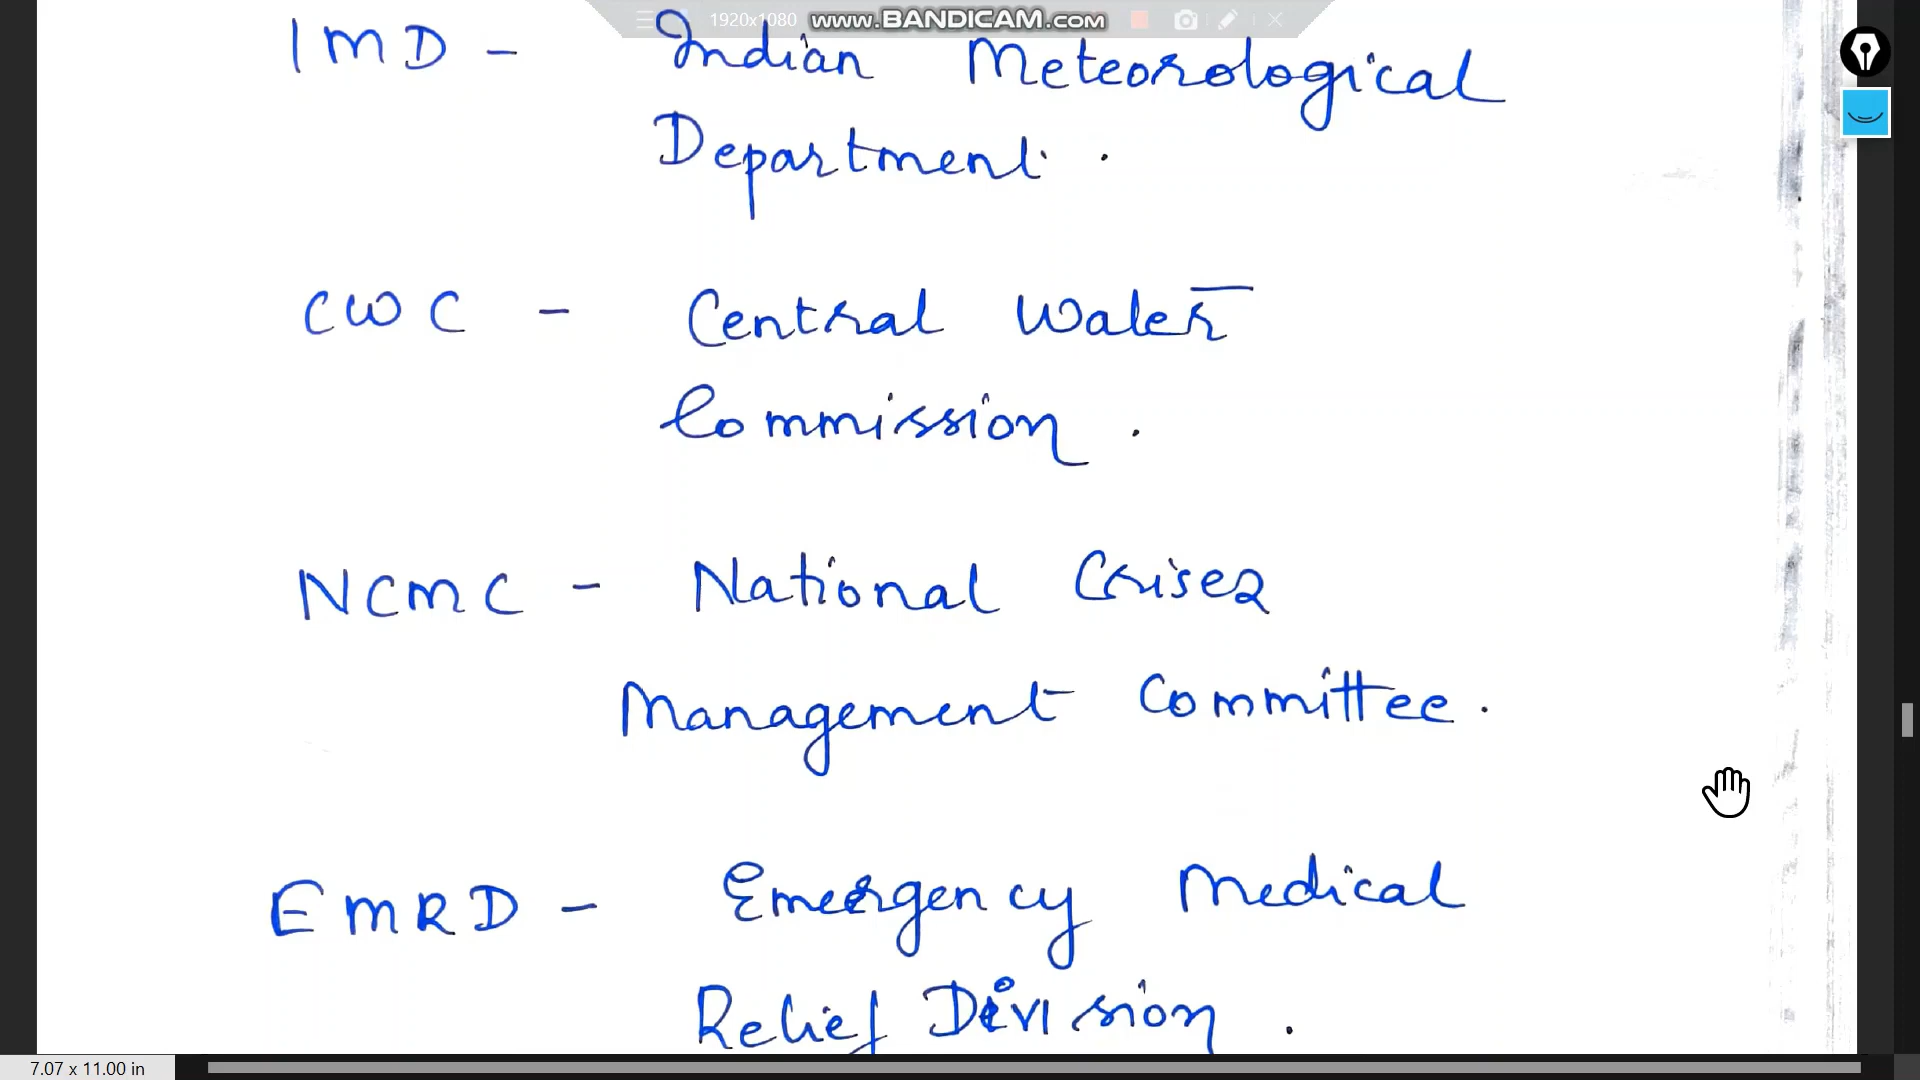 1920x1080 www.BANDICAM.com
IMD - Indian Meteorological
Department.
CWC - Central Water
Commission.
NCMC - National Crises
Management Committee.
EMRD - Emergency Medical
Relief Division.
7.07 x 11.00 in